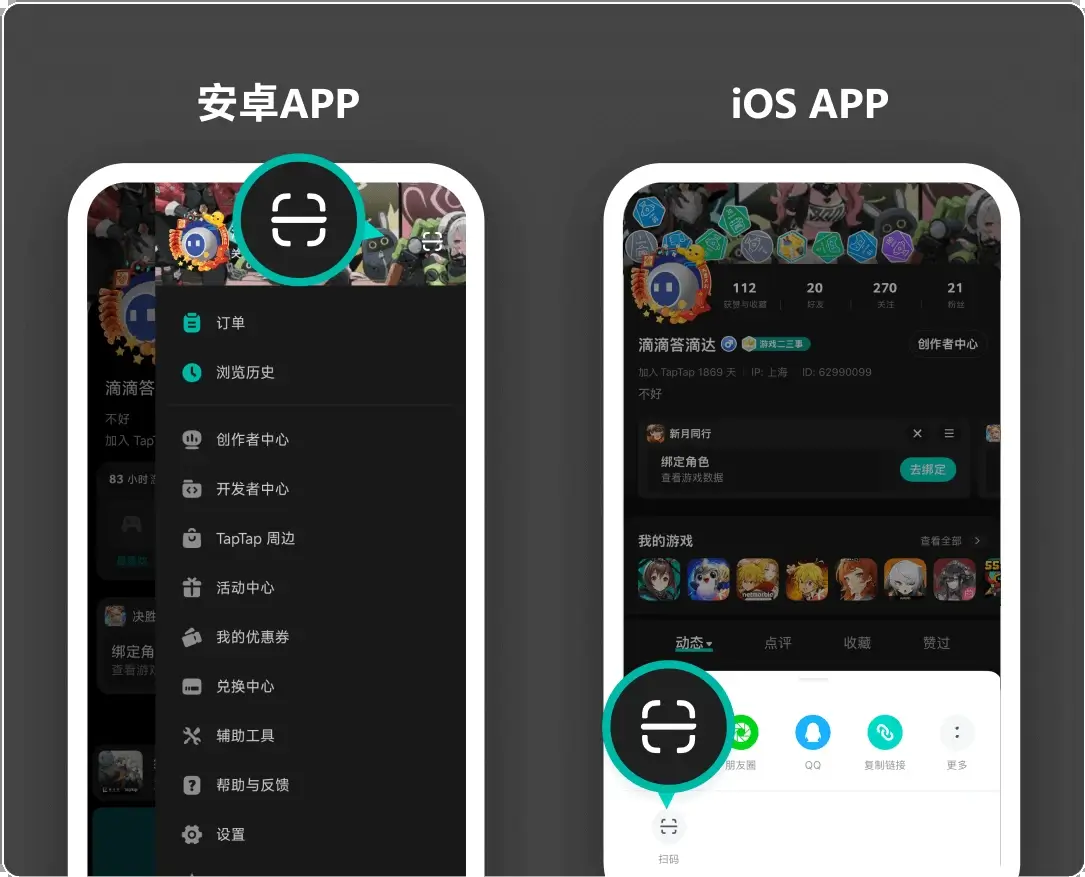 安卓APP
iOS APP
关
订单
浏览历史
创作者中心
开发者中心
TapTap 周边
活动中心
我的优惠券
兑换中心
辅助工具
帮助与反馈
设置
滴滴答
不好
加入 Tap
83 小时
决胜
绑定角
查看游
112
20
270
21
获赞与收藏
好友
关注
粉丝
滴滴答滴达
游戏二三事
创作者中心
加入 TapTap 1869 天
IP: 上海
ID: 62990099
不好
新月同行
绑定角色
查看游戏数据
去绑定
我的游戏
查看全部
netmarble
动态
点评
收藏
赞过
朋友圈
QQ
复制链接
更多
扫码